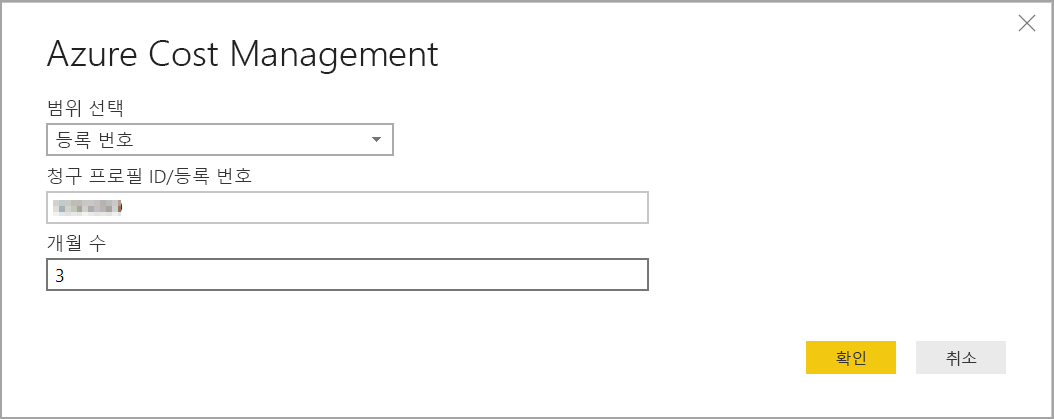 Azure Cost Management
범위 선택
등록 번호
청구 프로필 ID/등록 번호
개월 수
3
확인
취소